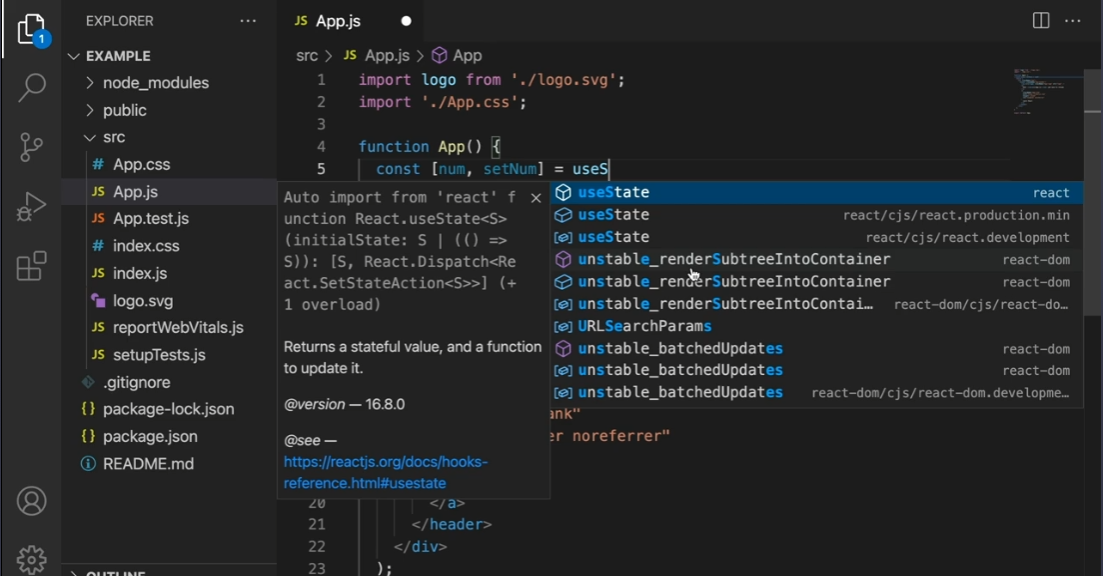 EXPLORER
EXAMPLE
node_modules
public
src
# App.css
JS App.js
JS App.test.js
# index.css
JS index.js
logo.svg
JS reportWebVitals.js
JS setupTests.js
.gitignore
{} package-lock.json
{} package.json
README.md
OUTLINE
1
JS App.js
src > JS App.js > App
1 import logo from './logo.svg';
2 import './App.css';
3
4 function App() {
5 const [num, setNum] = useS
Auto import from 'react' f
unction React.useState<S>
(initialState: S | (() =>
S)): [S, React.Dispatch<Re
act.SetStateAction<S>>] (+
1 overload)
Returns a stateful value, and a function
to update it.
@version — 16.8.0
@see —
https://reactjs.org/docs/hooks-
reference.html#usestate
useState react
useState react/cjs/react.production.min
useState react/cjs/react.development
unstable_renderSubtreeIntoContainer react-dom
unstable_renderSubtreeIntoContainer react-dom
unstable_renderSubtreeIntoContai… react-dom/cjs/react-do…
URLSearchParams
unstable_batchedUpdates react-dom
unstable_batchedUpdates react-dom
unstable_batchedUpdates react-dom/cjs/react-dom.developme…
ank"
er noreferrer"
20 </a>
21 </header>
22 </div>
23 );